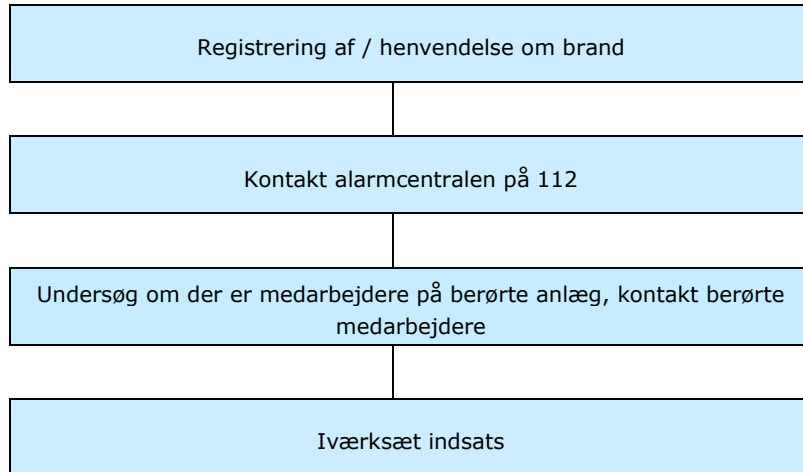 Registrering af / henvendelse om brand
Kontakt alarmcentralen på 112
Undersøg om der er medarbejdere på berørte anlæg, kontakt berørte
medarbejdere
Iværksæt indsats